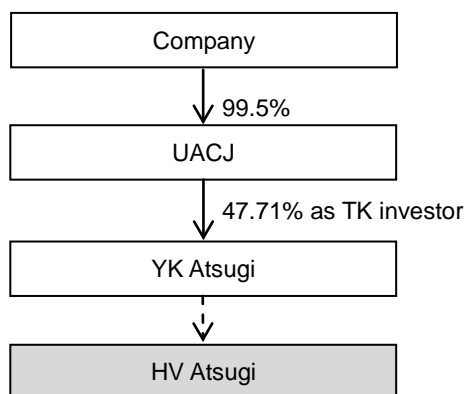 Company
99.5%
UACJ
47.71% as TK investor
YK Atsugi
HV Atsugi